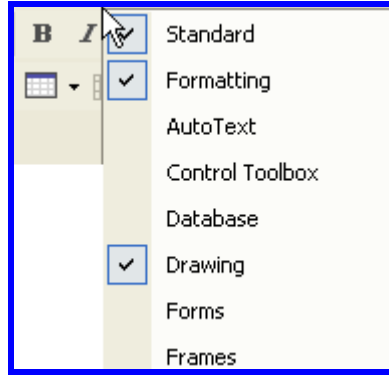 B I
Standard
Formatting
AutoText
Control Toolbox
Database
Drawing
Forms
Frames